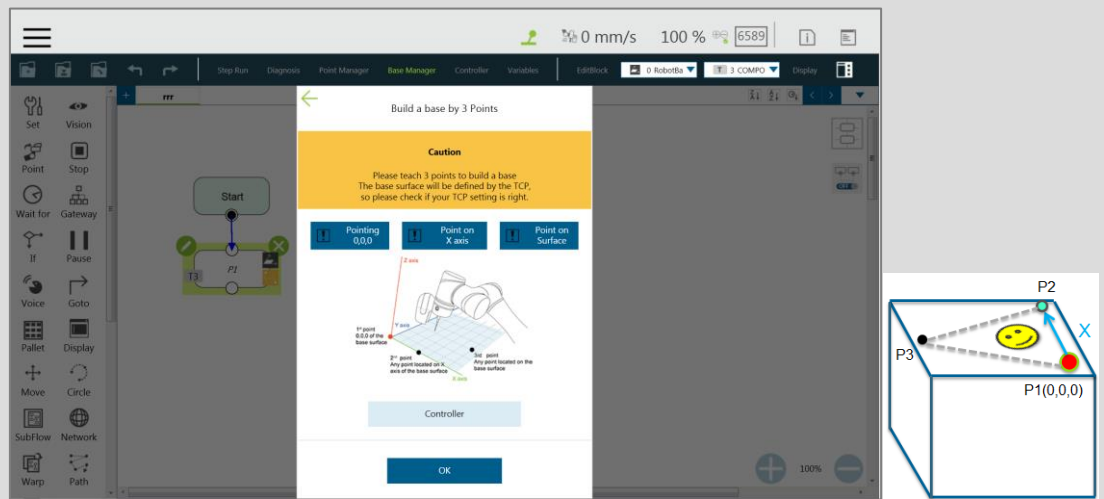 0 mm/s 100 % 6589
Step Run Diagnosis Point Manager Base Manager Controller Variables EditBlock 0 RobotBa T 3 COMPO Display
+ rrr
Set Vision
Point Stop
Wait for Gateway
If Pause
Voice Goto
Pallet Display
Move Circle
SubFlow Network
Warp Path
Start
T3
P1
Build a base by 3 Points
Caution
Please teach 3 points to build a base
The base surface will be defined by the TCP,
so please check if your TCP setting is right.
Pointing
0,0,0
Point on
X axis
Point on
Surface
Z axis
Y axis
1st point
0,0,0 of the
base surface
2nd point
Any point located on X
axis of the base surface
3rd point
Any point located on the
base surface
X axis
Controller
OK
OFF
100%
P2
X
P3
P1(0,0,0)